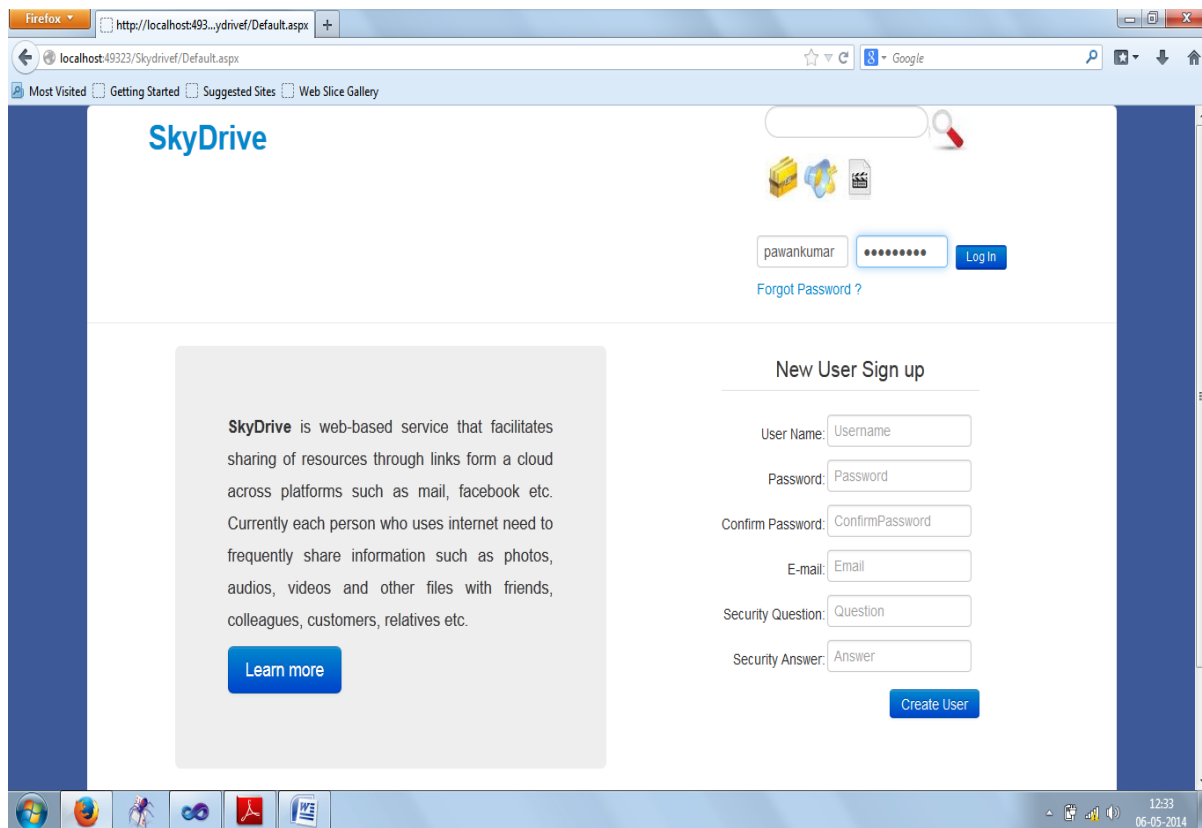 Firefox
http://localhost:493...ydrivef/Default.aspx
localhost:49323/Skydrivef/Default.aspx
8
Google
Most Visited Getting Started Suggested Sites Web Slice Gallery
SkyDrive
pawankumar ●●●●●●●●● Log In
Forgot Password ?
New User Sign up
SkyDrive is web-based service that facilitates
sharing of resources through links form a cloud
across platforms such as mail, facebook etc.
Currently each person who uses internet need to
frequently share information such as photos,
audios, videos and other files with friends,
colleagues, customers, relatives etc.
Learn more
User Name: Username
Password: Password
Confirm Password: ConfirmPassword
E-mail: Email
Security Question: Question
Security Answer: Answer
Create User
12:33
06-05-2014